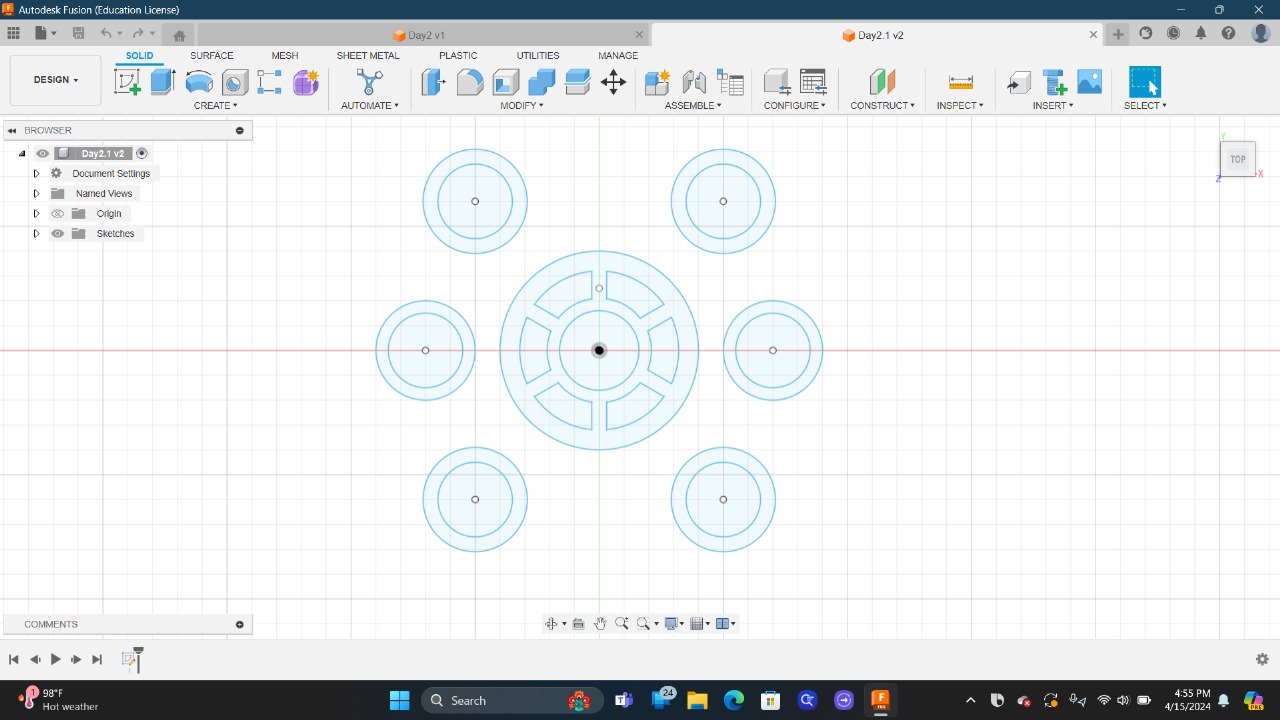 Autodesk Fusion (Education License)
Day2 v1
Day2.1 v2
SOLID SURFACE MESH SHEET METAL PLASTIC UTILITIES MANAGE
DESIGN
CREATE AUTOMATE MODIFY ASSEMBLE CONFIGURE CONSTRUCT INSPECT INSERT SELECT
BROWSER
Day2.1 v2
Document Settings
Named Views
Origin
Sketches
Y
TOP
X
Z
COMMENTS
1
98°F
Hot weather
Search
24
4:55 PM
4/15/2024